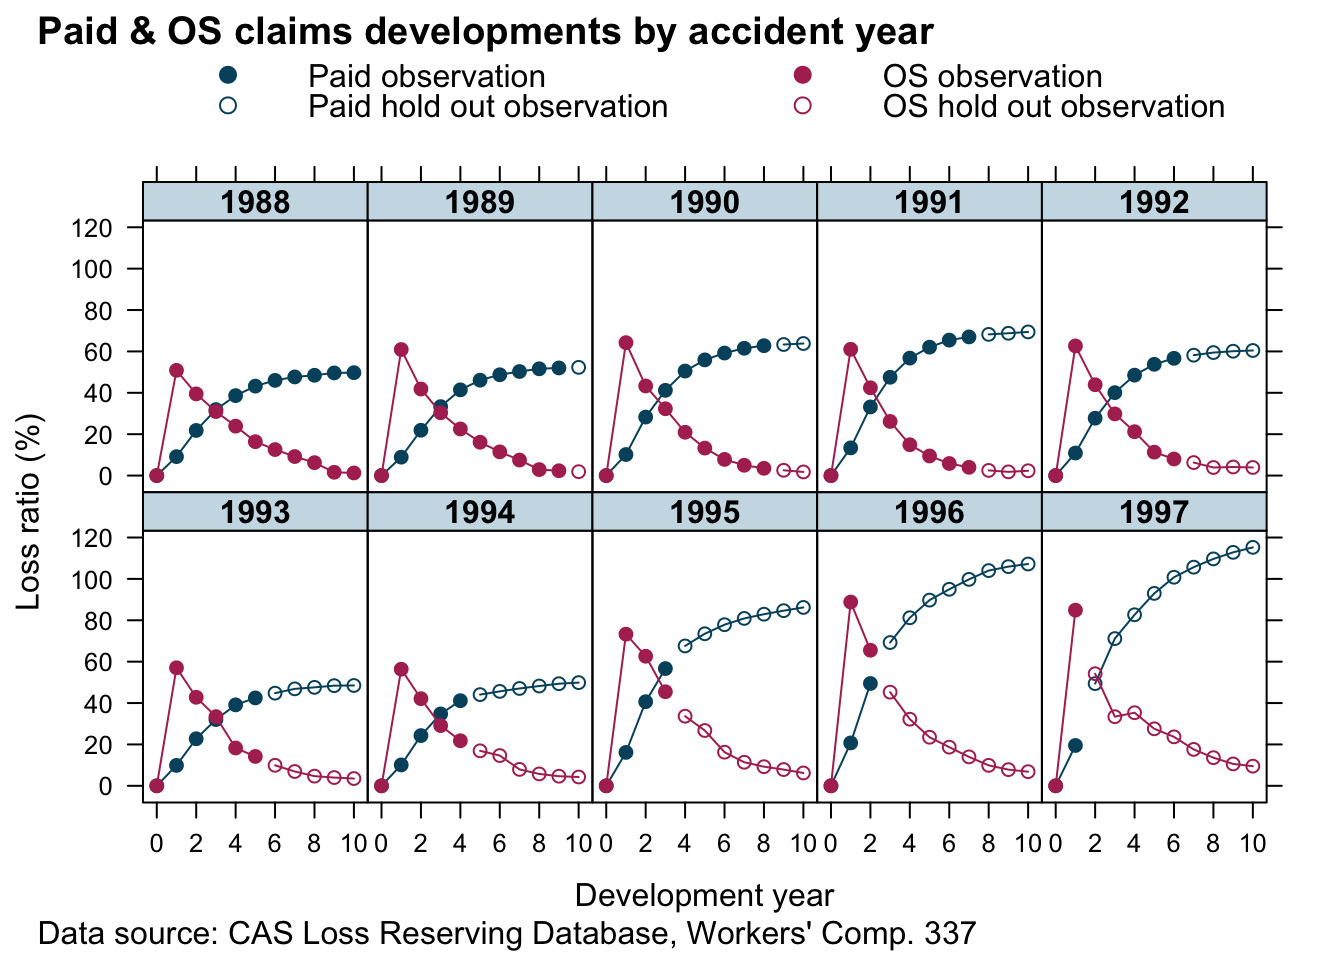 Paid & OS claims developments by accident year
Paid observation OS observation
Paid hold out observation OS hold out observation
1988 1989 1990 1991 1992
120
100
80
60
40
20
0
1993 1994 1995 1996 1997
120
100
80
60
40
20
0
Loss ratio (%)
0 2 4 6 8 10 0 2 4 6 8 10 0 2 4 6 8 10 0 2 4 6 8 10 0 2 4 6 8 10
Development year
Data source: CAS Loss Reserving Database, Workers' Comp. 337